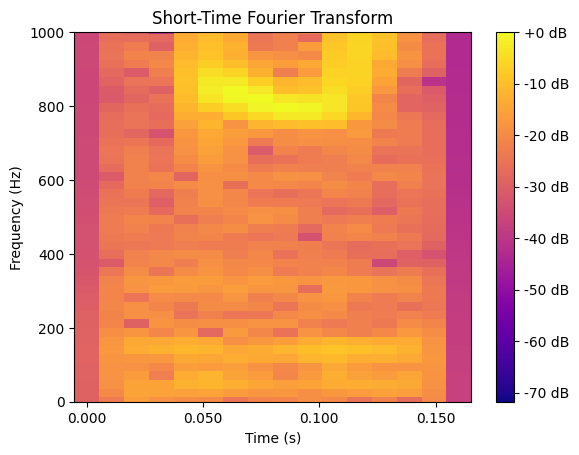 Short-Time Fourier Transform
1000
800
600
400
200
0
Frequency (Hz)
0.000
0.050
0.100
0.150
Time (s)
+0 dB
-10 dB
-20 dB
-30 dB
-40 dB
-50 dB
-60 dB
-70 dB